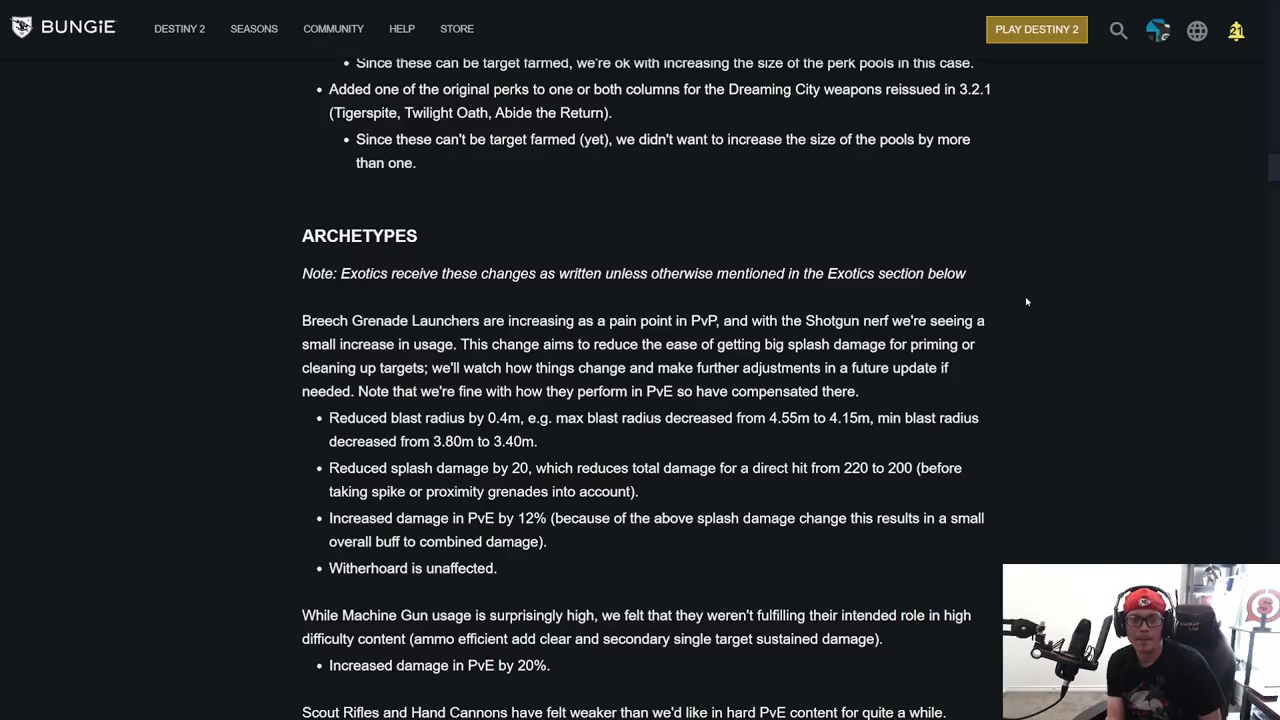 BUNGiE DESTINY 2 SEASONS COMMUNITY HELP STORE PLAY DESTINY 2 21
• Since these can be target farmed, we're ok with increasing the size of the perk pools in this case.
• Added one of the original perks to one or both columns for the Dreaming City weapons reissued in 3.2.1
(Tigerspite, Twilight Oath, Abide the Return).
• Since these can't be target farmed (yet), we didn't want to increase the size of the pools by more
than one.
ARCHETYPES
Note: Exotics receive these changes as written unless otherwise mentioned in the Exotics section below
Breech Grenade Launchers are increasing as a pain point in PvP, and with the Shotgun nerf we're seeing a
small increase in usage. This change aims to reduce the ease of getting big splash damage for priming or
cleaning up targets; we'll watch how things change and make further adjustments in a future update if
needed. Note that we're fine with how they perform in PvE so have compensated there.
• Reduced blast radius by 0.4m, e.g. max blast radius decreased from 4.55m to 4.15m, min blast radius
decreased from 3.80m to 3.40m.
• Reduced splash damage by 20, which reduces total damage for a direct hit from 220 to 200 (before
taking spike or proximity grenades into account).
• Increased damage in PvE by 12% (because of the above splash damage change this results in a small
overall buff to combined damage).
• Witherhoard is unaffected.
While Machine Gun usage is surprisingly high, we felt that they weren't fulfilling their intended role in high
difficulty content (ammo efficient add clear and secondary single target sustained damage).
• Increased damage in PvE by 20%.
Scout Rifles and Hand Cannons have felt weaker than we'd like in hard PvE content for quite a while.